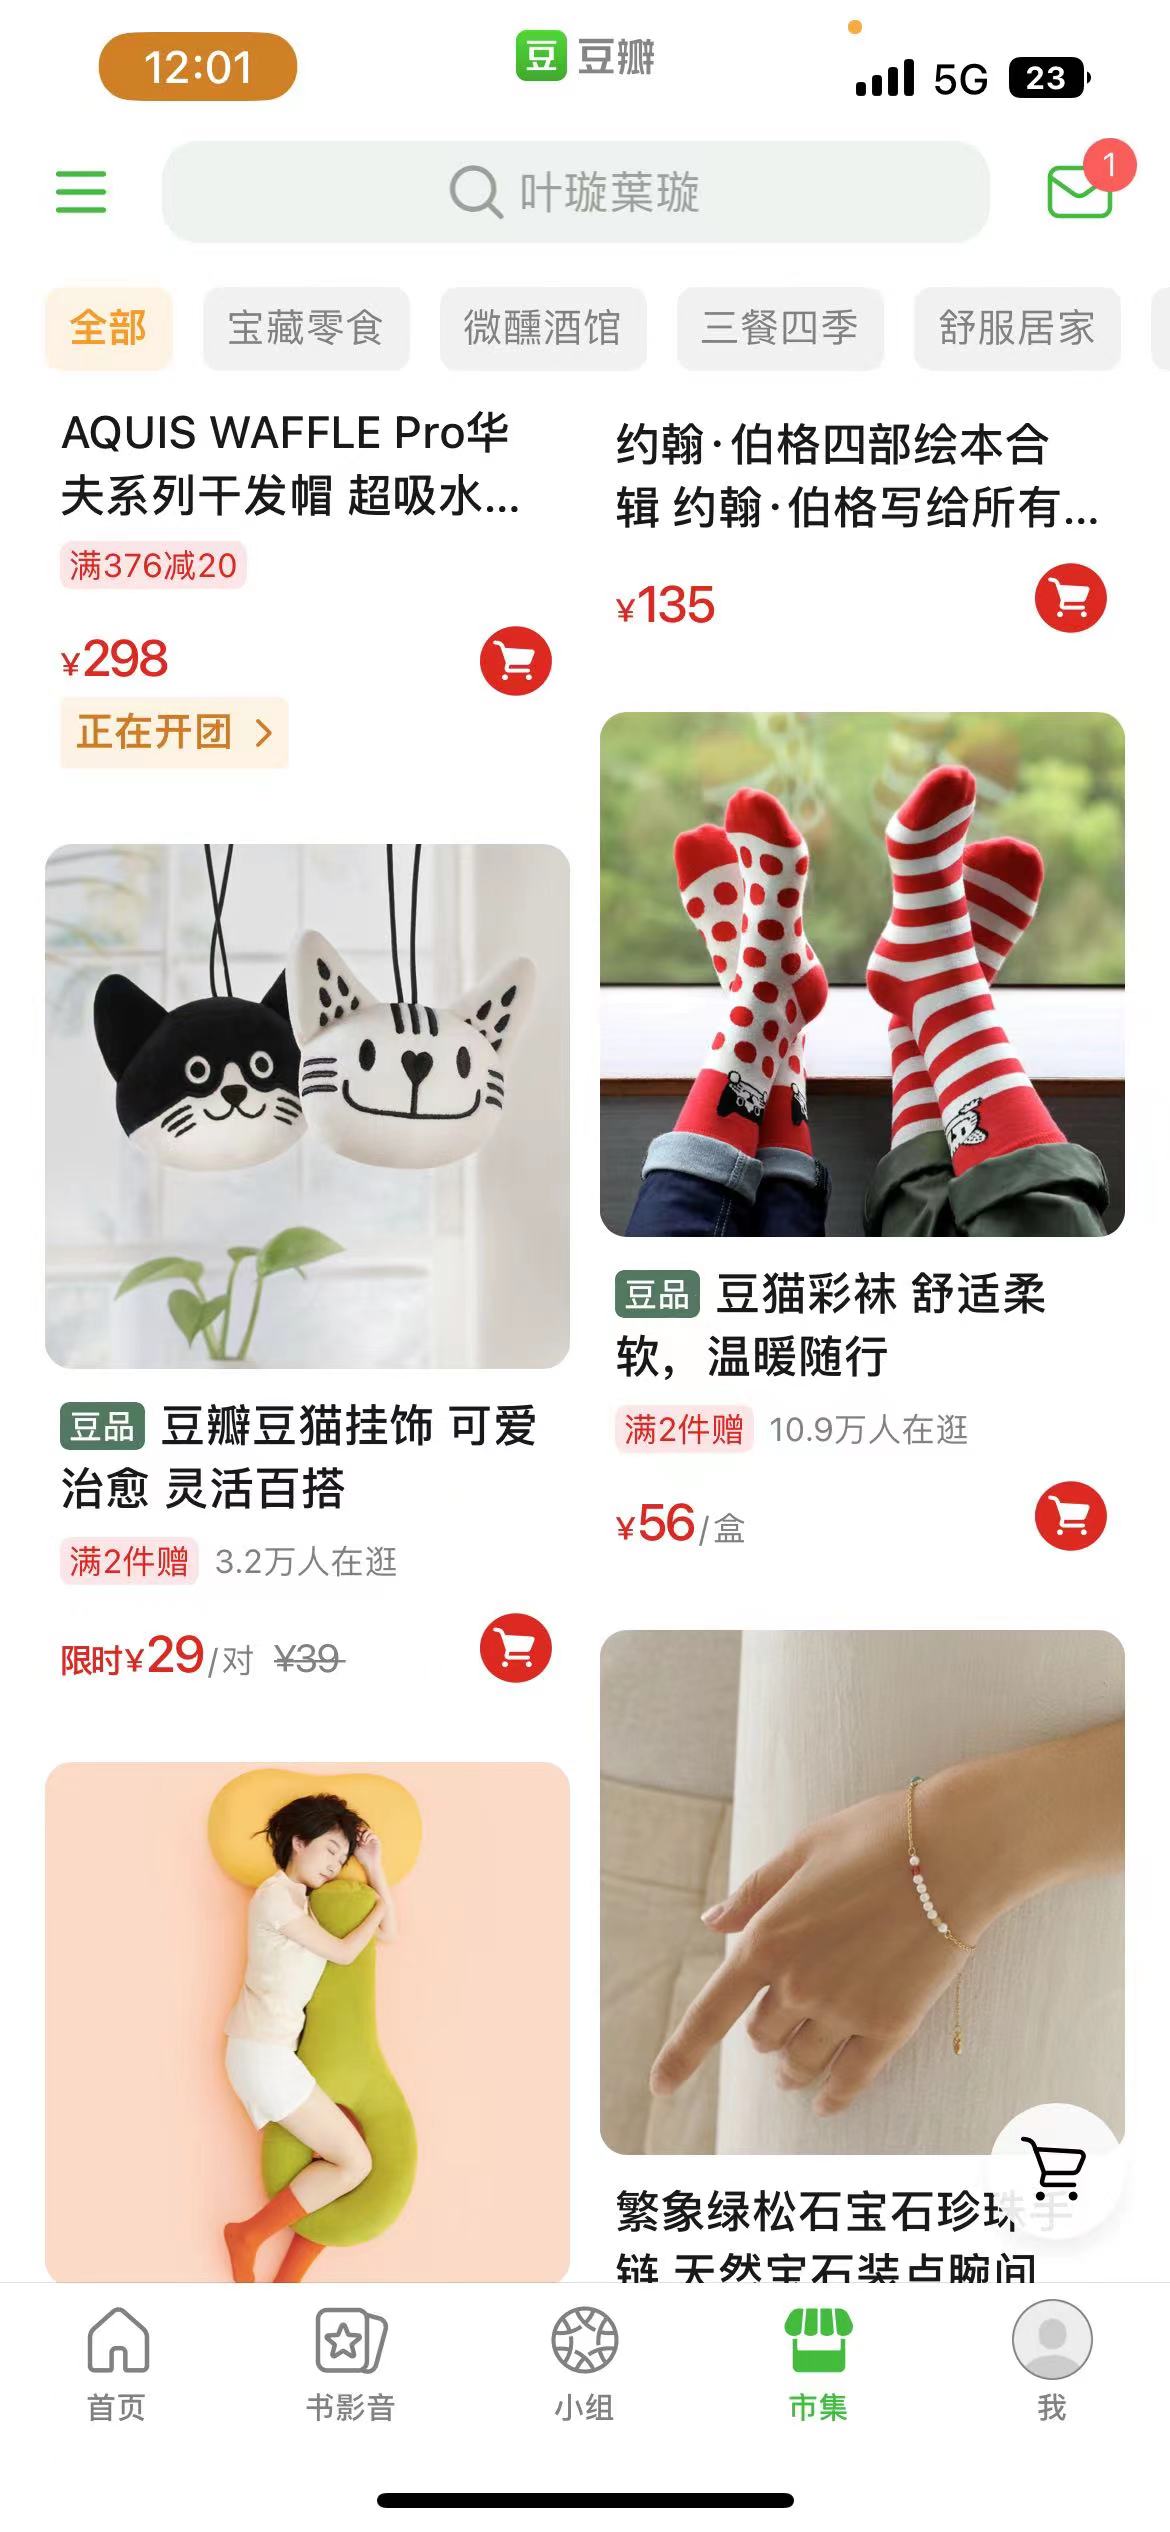 12:01
豆 豆瓣
5G 23
叶璇葉璇
1
全部 宝藏零食 微醺酒馆 三餐四季 舒服居家
AQUIS WAFFLE Pro华
夫系列干发帽 超吸水...
满376减20
¥298
正在开团 >
约翰·伯格四部绘本合
辑 约翰·伯格写给所有...
¥135
豆品 豆瓣豆猫挂饰 可爱
治愈 灵活百搭
满2件赠 3.2万人在逛
限时¥29/对 ¥39
豆品 豆猫彩袜 舒适柔
软，温暖随行
满2件赠 10.9万人在逛
¥56/盒
繁象绿松石宝石珍珠手
链 天然宝石装点腕间
首页 书影音 小组 市集 我